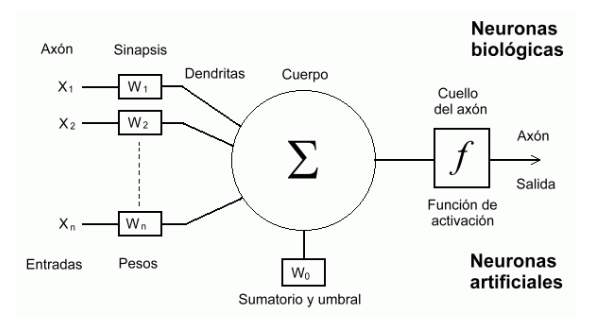 Neuronas
biológicas
Axón
Sinapsis
Dendritas
Cuerpo
Cuello
del axón
X1
W1
X2
W2
Σ
f
Axón
Salida
Función de
activación
Xn
Wn
Entradas
Pesos
W0
Sumatorio y umbral
Neuronas
artificiales